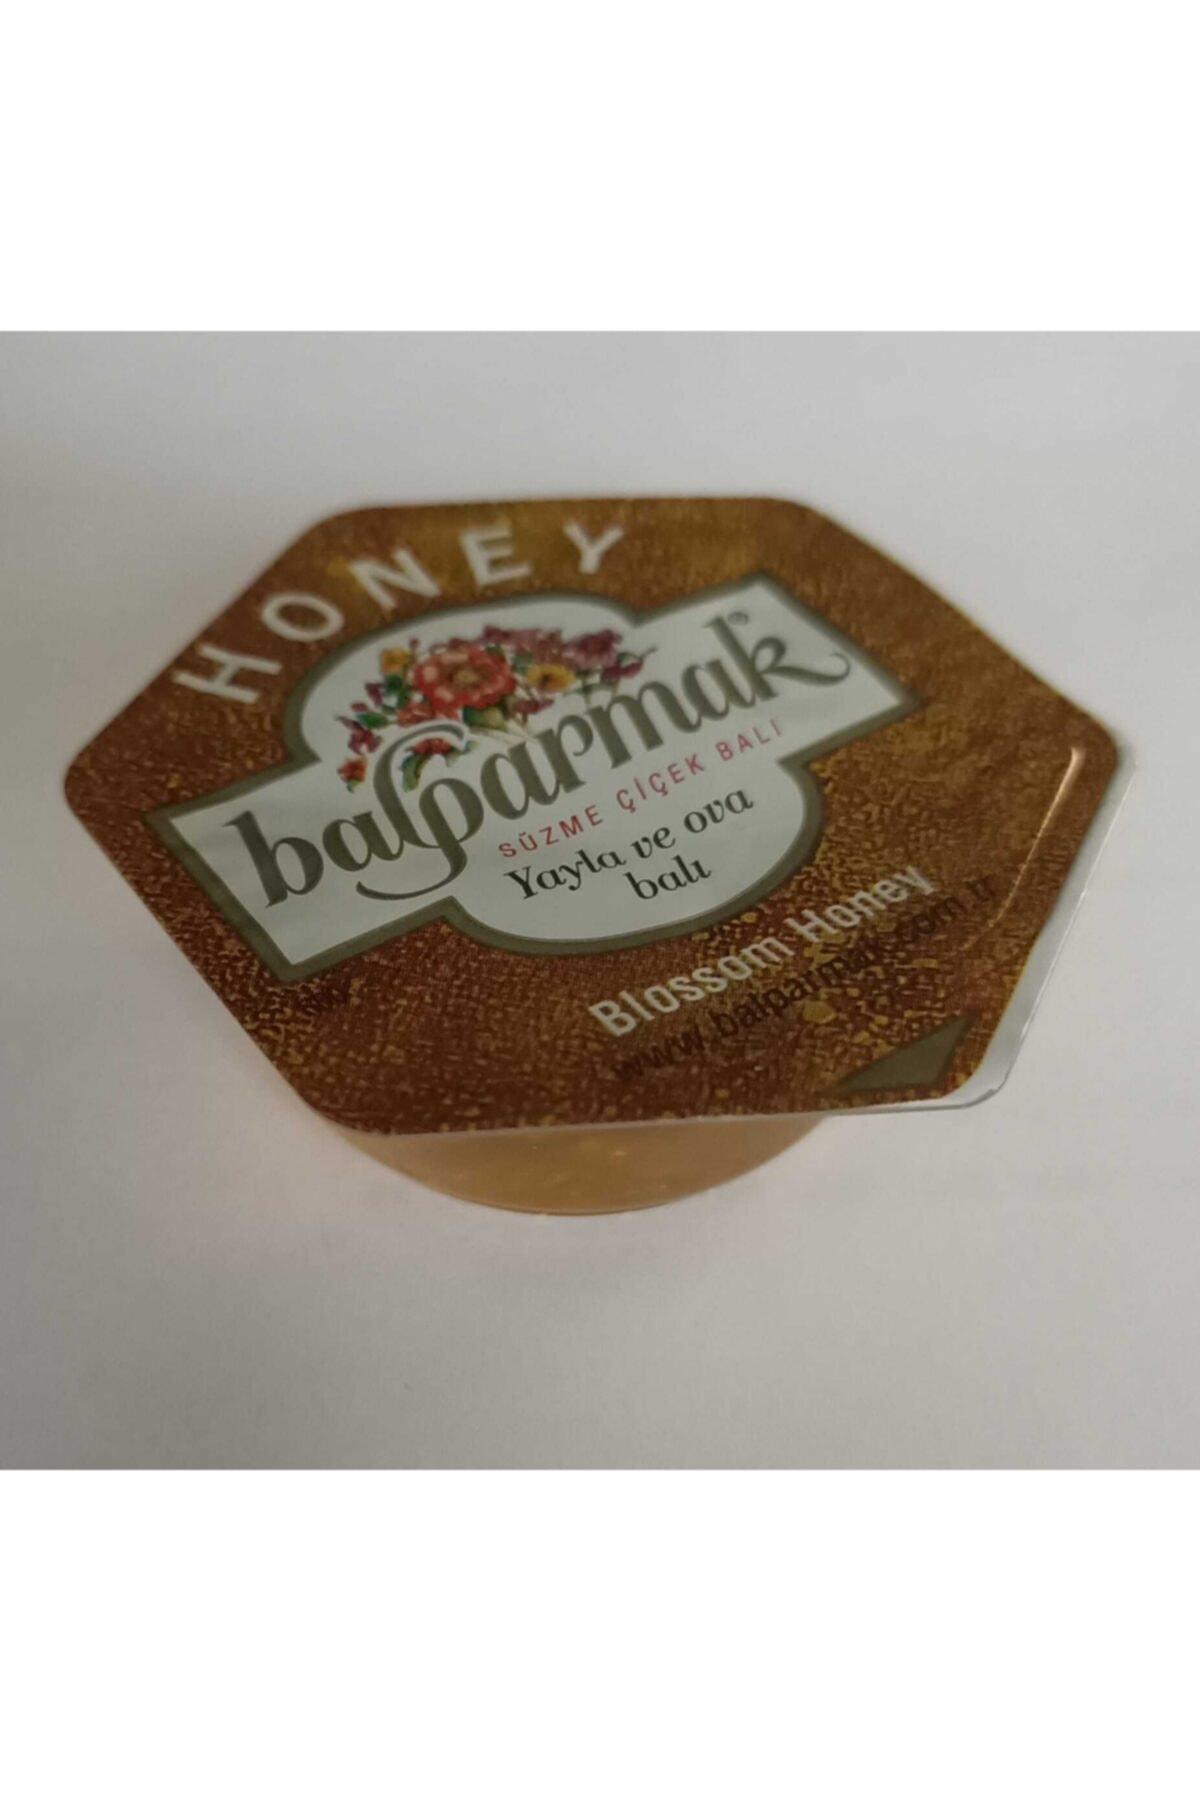 HONEY
balparmak®
SÜZME ÇİÇEK BALI
Yayla ve ova
balı
Blossom Honey
www.balparmak.com.tr